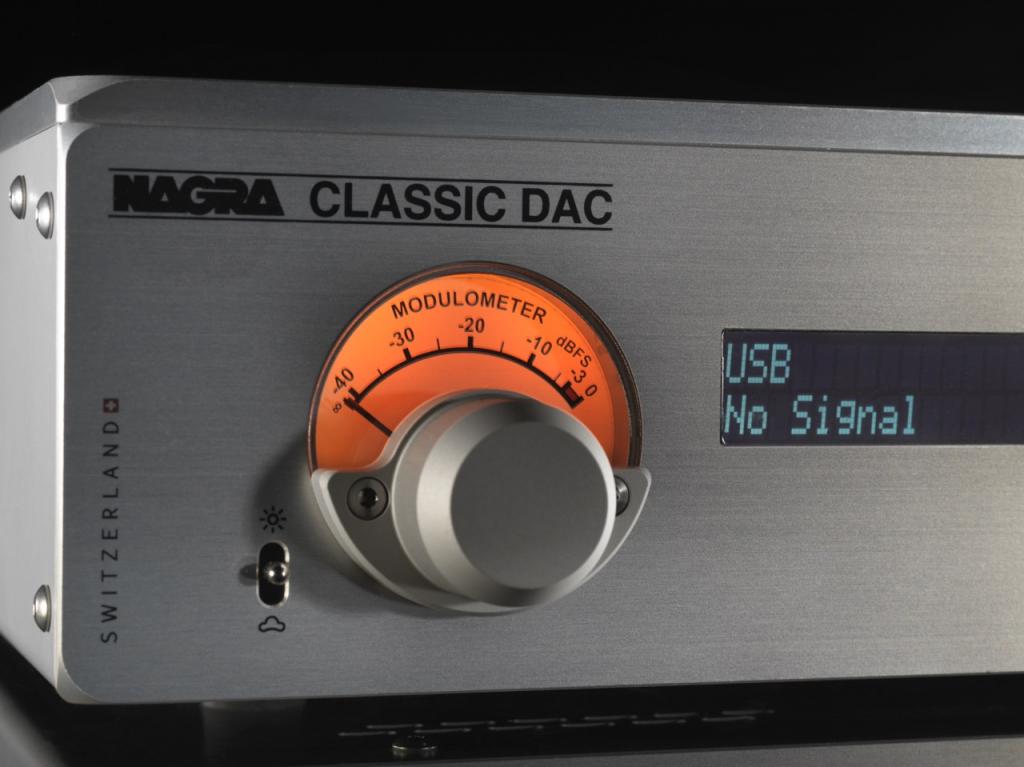 NAGRA CLASSIC DAC
MODULOMETER
∞ -40 -30 -20 -10 -3 0
dBFS
USB
No Signal
SWITZERLAND